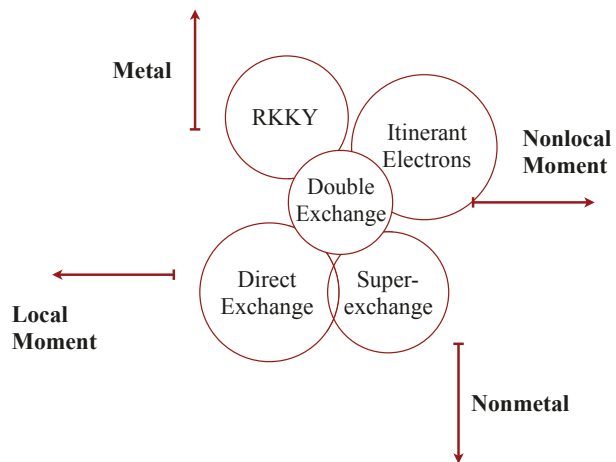 Metal
RKKY
Itinerant
Electrons
Nonlocal
Moment
Double
Exchange
Direct
Exchange
Super-
exchange
Local
Moment
Nonmetal